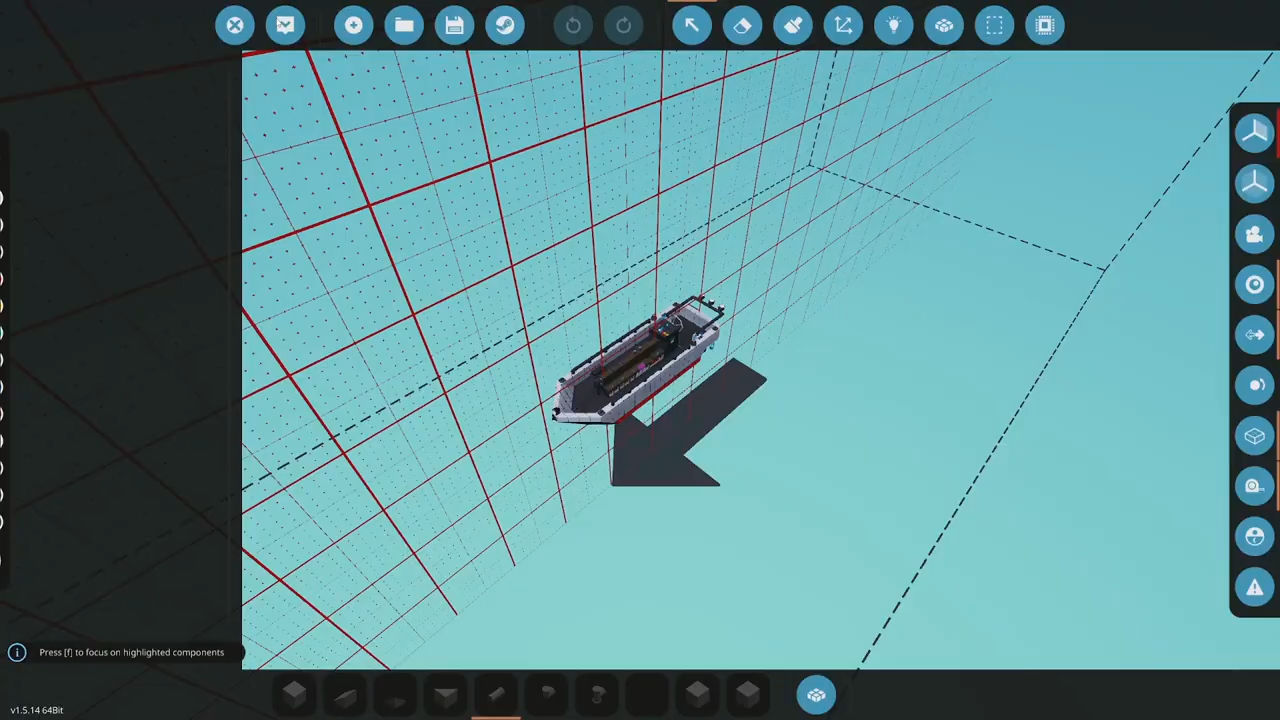 Press [f] to focus on highlighted components
v1.5.14 64Bit